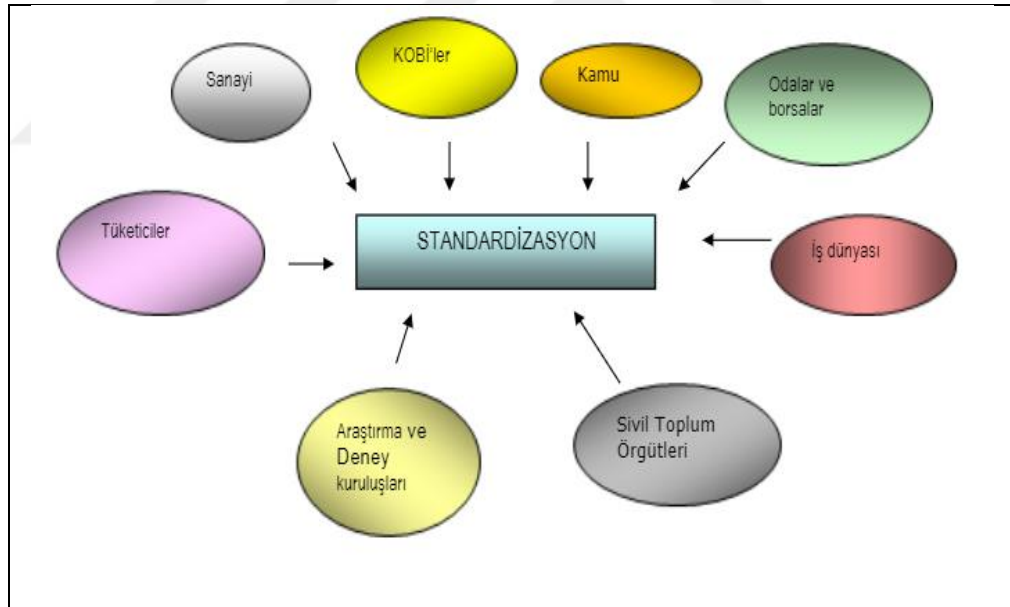 Sanayi
KOBİ'ler
Kamu
Odalar ve
borsalar
Tüketiciler
STANDARDİZASYON
İş dünyası
Araştırma ve
Deney
kuruluşları
Sivil Toplum
Örgütleri